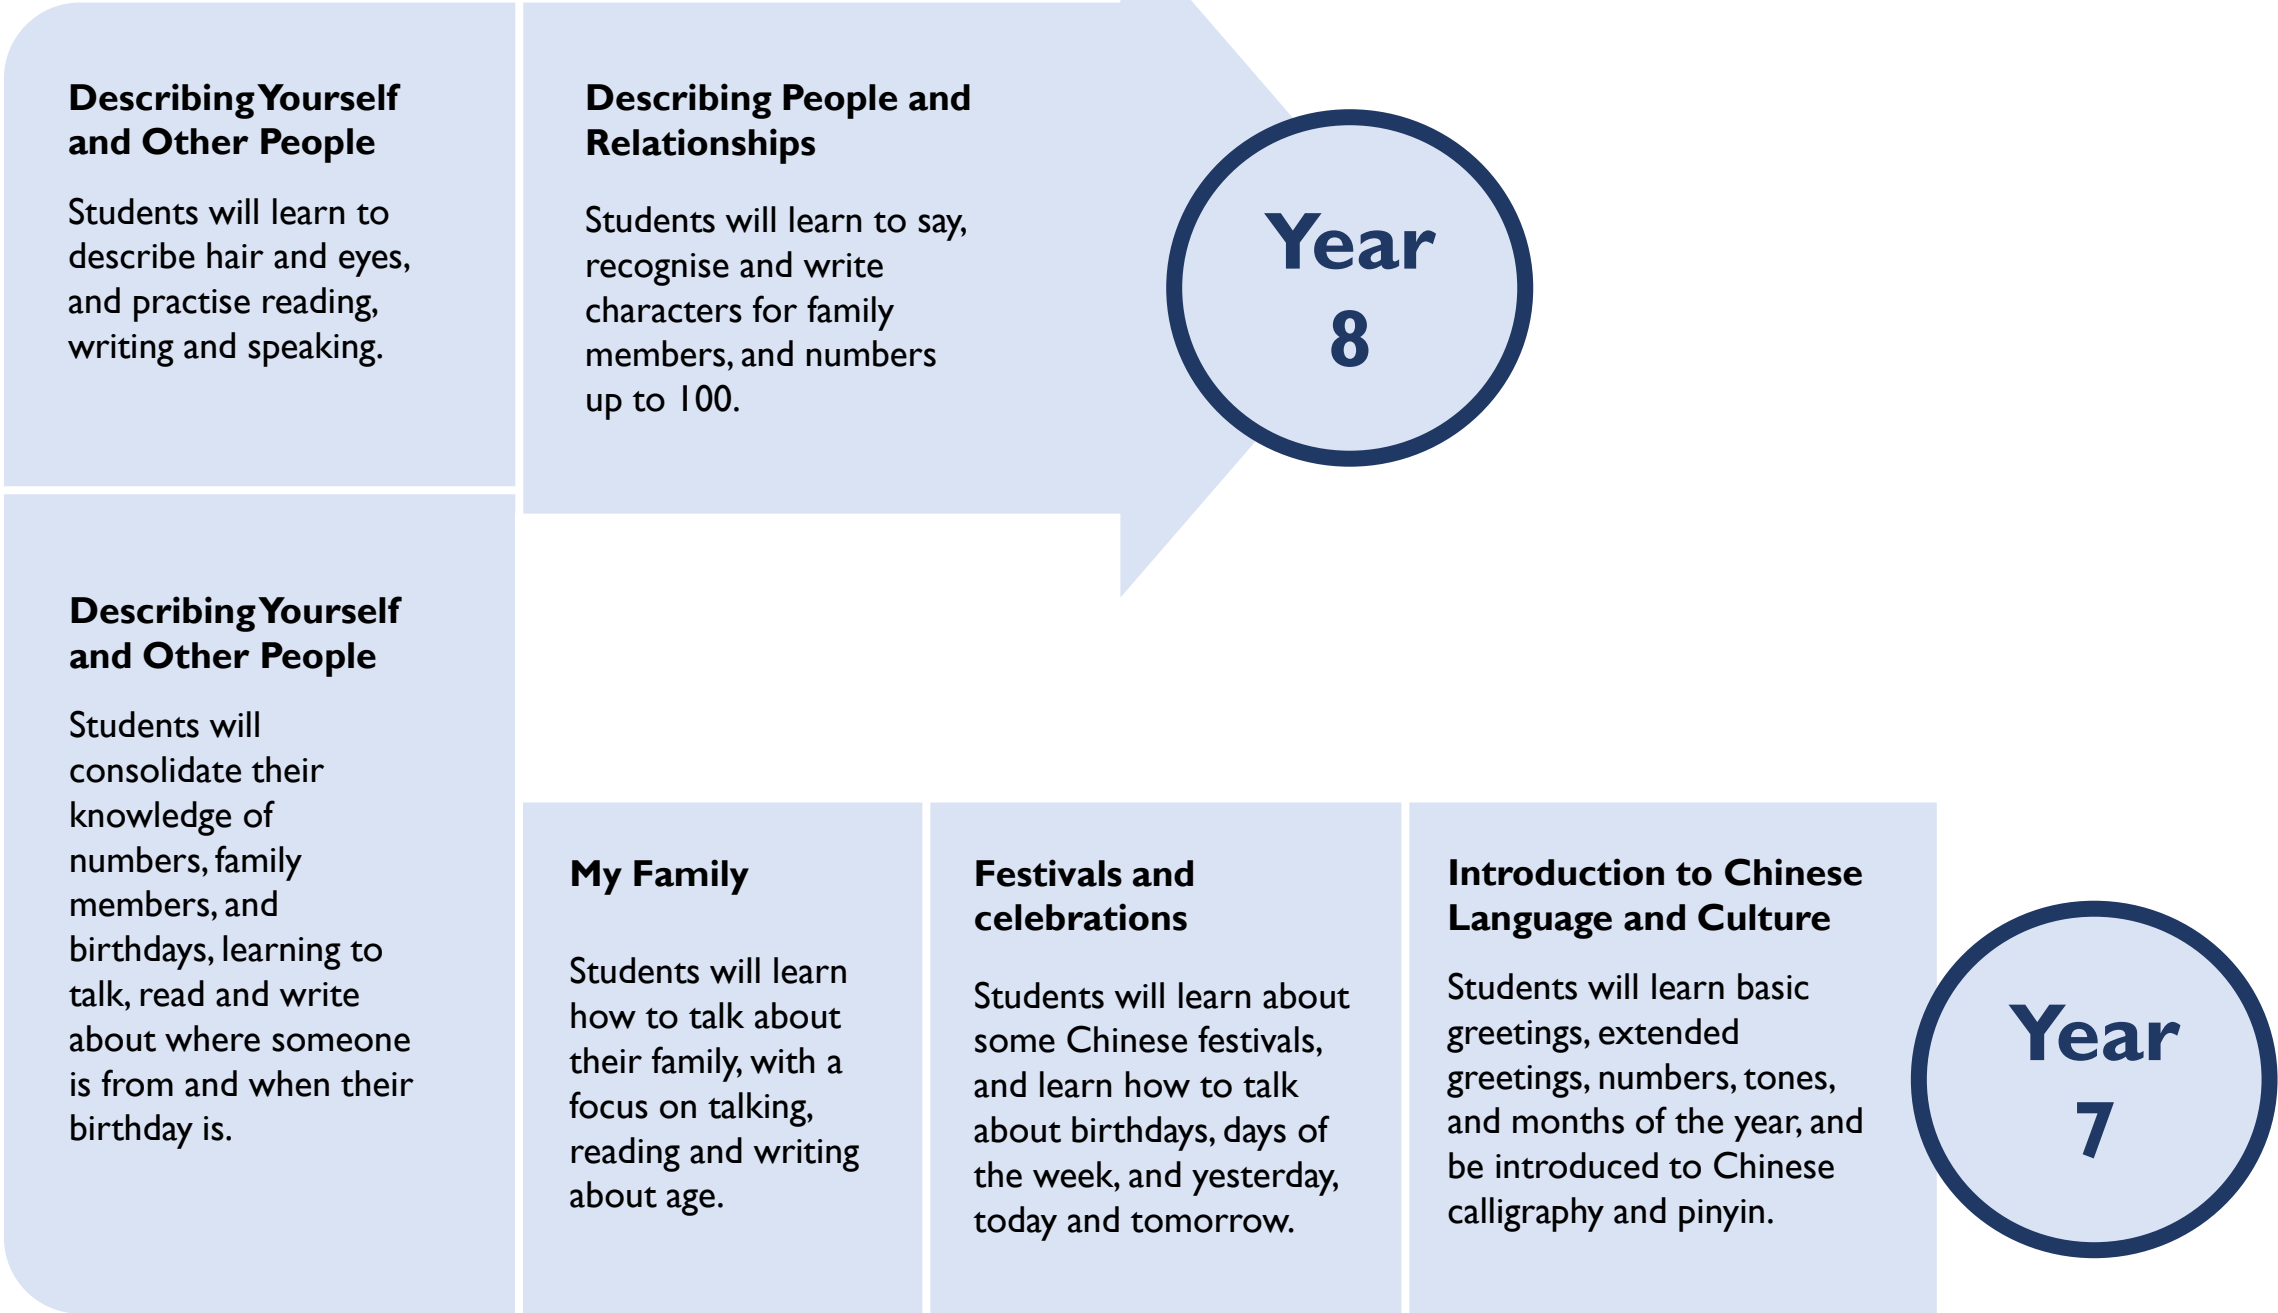 Describing Yourself
and Other People
Students will learn to
describe hair and eyes,
and practise reading,
writing and speaking.
Describing People and
Relationships
Students will learn to say,
recognise and write
characters for family
members, and numbers
up to 100.
Year
8
Describing Yourself
and Other People
Students will
consolidate their
knowledge of
numbers, family
members, and
birthdays, learning to
talk, read and write
about where someone
is from and when their
birthday is.
My Family
Students will learn
how to talk about
their family, with a
focus on talking,
reading and writing
about age.
Festivals and
celebrations
Students will learn about
some Chinese festivals,
and learn how to talk
about birthdays, days of
the week, and yesterday,
today and tomorrow.
Introduction to Chinese
Language and Culture
Students will learn basic
greetings, extended
greetings, numbers, tones,
and months of the year, and
be introduced to Chinese
calligraphy and pinyin.
Year
7